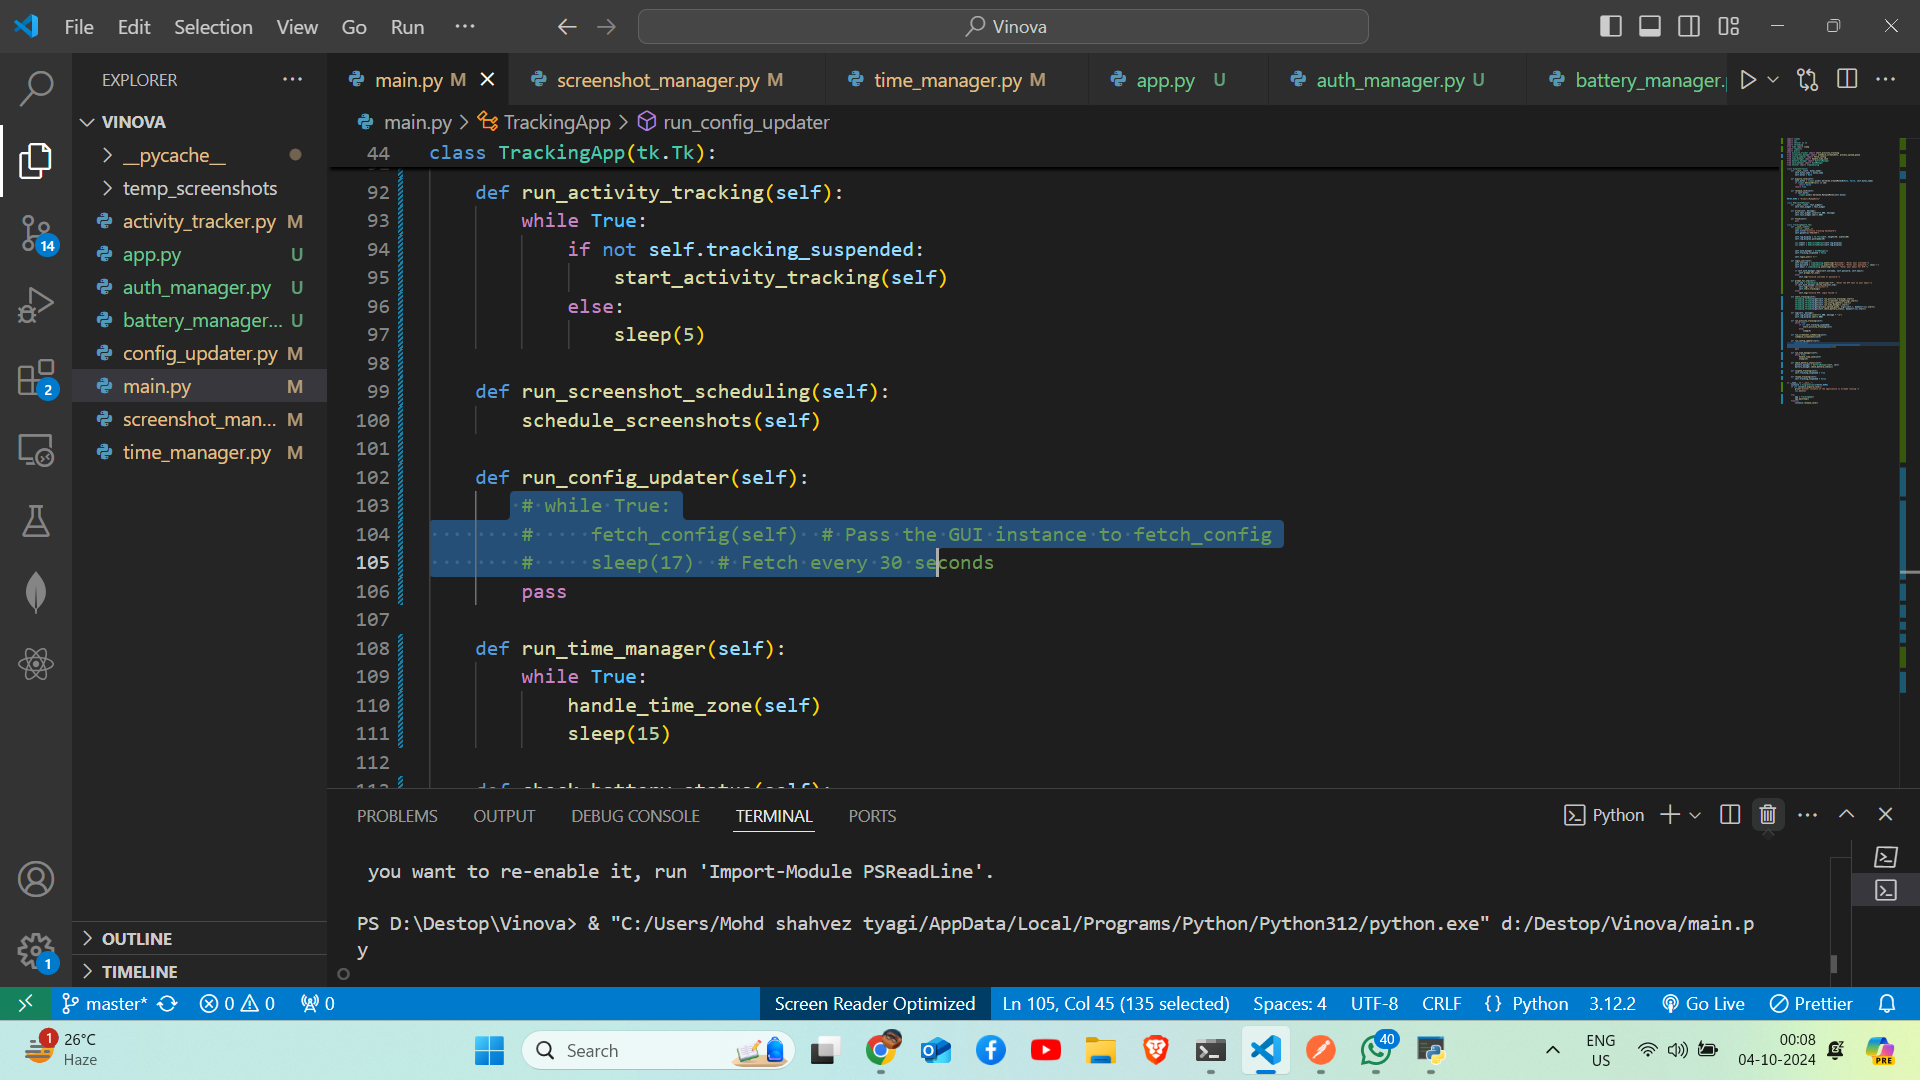 File Edit Selection View Go Run ···
Vinova
EXPLORER
main.py M
screenshot_manager.py M
time_manager.py M
app.py U
auth_manager.py U
battery_manager.
VINOVA
__pycache__
temp_screenshots
activity_tracker.py M
app.py U
auth_manager.py U
battery_manager... U
config_updater.py M
main.py M
screenshot_man... M
time_manager.py M
OUTLINE
TIMELINE
14
2
1
main.py > TrackingApp > run_config_updater
44 class TrackingApp(tk.Tk):
92 def run_activity_tracking(self):
93 while True:
94 if not self.tracking_suspended:
95 start_activity_tracking(self)
96 else:
97 sleep(5)
98
99 def run_screenshot_scheduling(self):
100 schedule_screenshots(self)
101
102 def run_config_updater(self):
103 # while True:
104 #     fetch_config(self)  # Pass the GUI instance to fetch_config
105 #     sleep(17)  # Fetch every 30 seconds
106 pass
107
108 def run_time_manager(self):
109 while True:
110 handle_time_zone(self)
111 sleep(15)
112
PROBLEMS OUTPUT DEBUG CONSOLE TERMINAL PORTS
Python
you want to re-enable it, run 'Import-Module PSReadLine'.
PS D:\Destop\Vinova> & "C:/Users/Mohd shahvez tyagi/AppData/Local/Programs/Python/Python312/python.exe" d:/Destop/Vinova/main.p
y
master* 0 0 0 Screen Reader Optimized Ln 105, Col 45 (135 selected) Spaces: 4 UTF-8 CRLF {} Python 3.12.2 Go Live Prettier
1
26°C
Haze
Search
40
ENG
US
00:08
04-10-2024
PRE